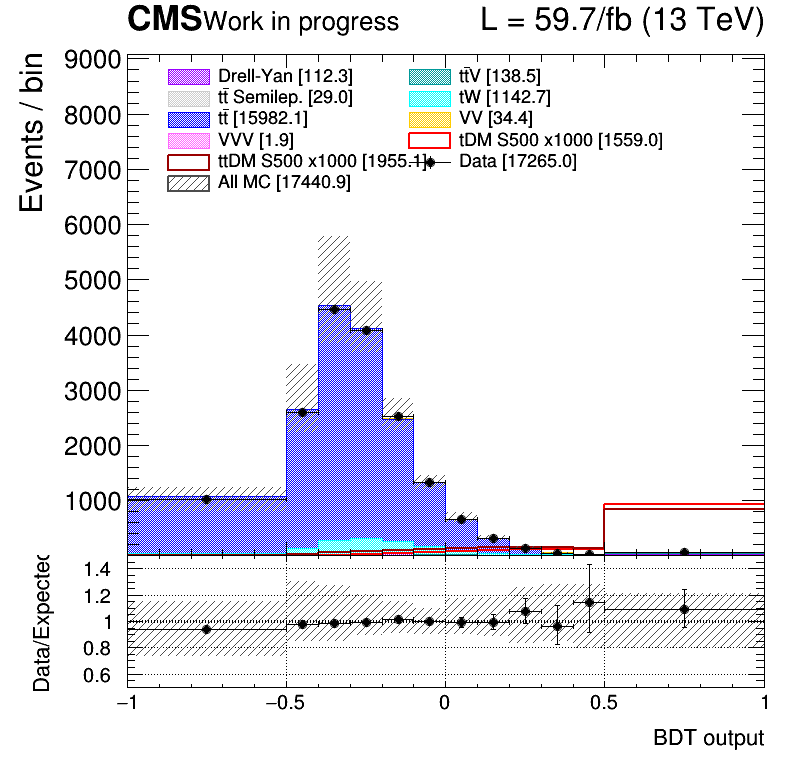 CMS Work in progress L = 59.7/fb (13 TeV)
Events / bin
9000
8000
7000
6000
5000
4000
3000
2000
1000
Drell-Yan [112.3]
tt̄ Semilep. [29.0]
tt̄ [15982.1]
VVV [1.9]
ttDM S500 x1000 [1955.1]
All MC [17440.9]
tt̄V [138.5]
tW [1142.7]
VV [34.4]
tDM S500 x1000 [1559.0]
Data [17265.0]
Data/Expected
1.4
1.2
1
0.8
0.6
−1 −0.5 0 0.5 1
BDT output